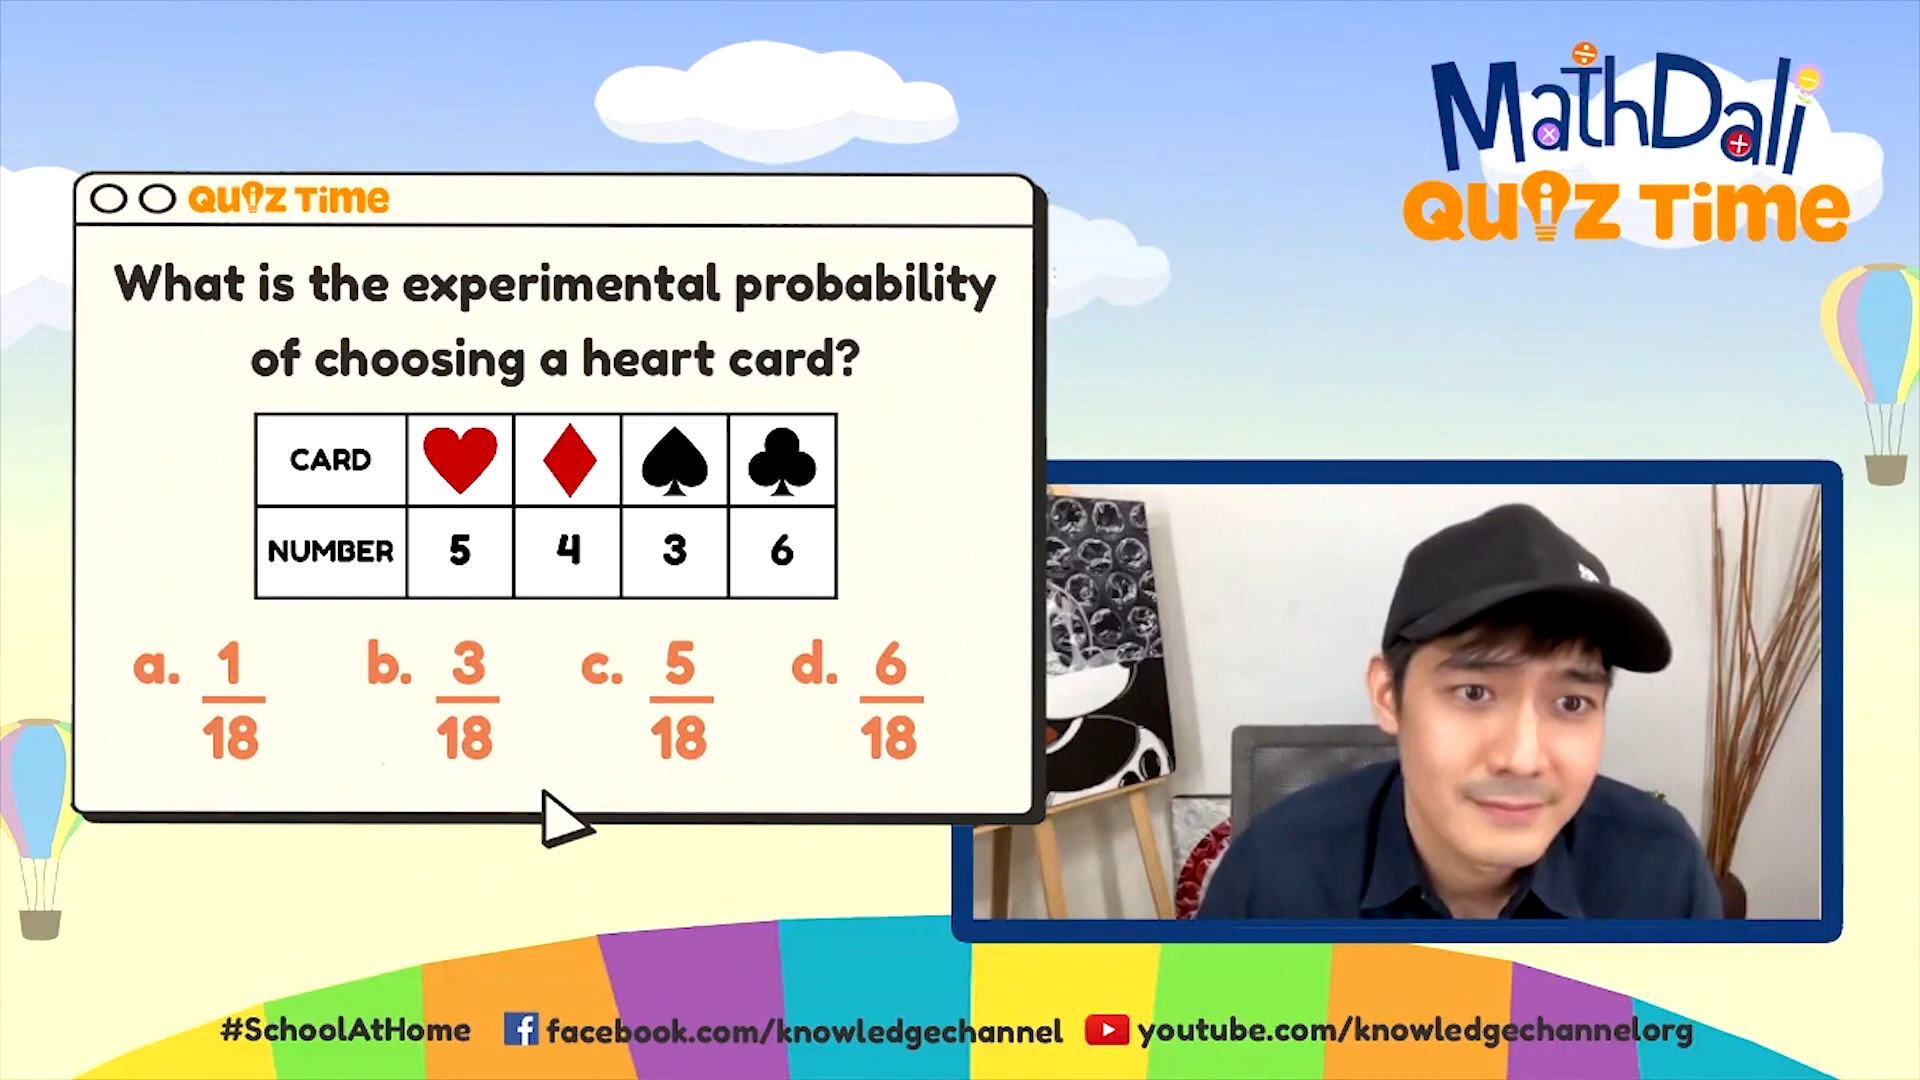 MathDali
QUIZ TIME
QUIZ TIME
What is the experimental probability
of choosing a heart card?
CARD
NUMBER 5 4 3 6
a. 1/18 b. 3/18 c. 5/18 d. 6/18
#SchoolAtHome facebook.com/knowledgechannel youtube.com/knowledgechannelorg